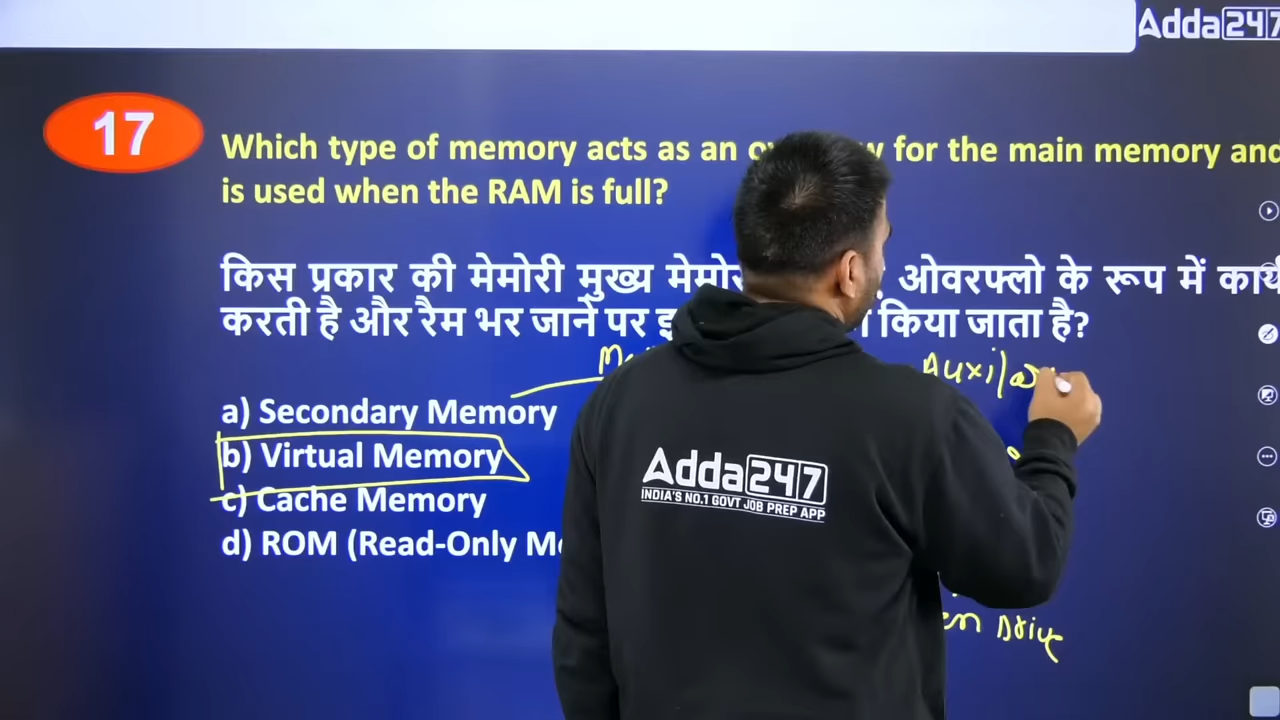 Adda247
17
Which type of memory acts as an for the main memory and
is used when the RAM is full?
किस प्रकार की मेमोरी मुख्य ओवरफ्लो के रूप में कार्य
करती है और रैम भर जाने पर किया जाता है?
a) Secondary Memory
b) Virtual Memory
c) Cache Memory
d) ROM (Read-Only
Adda247
INDIA'S NO.1 GOVT JOB PREP APP
Drive